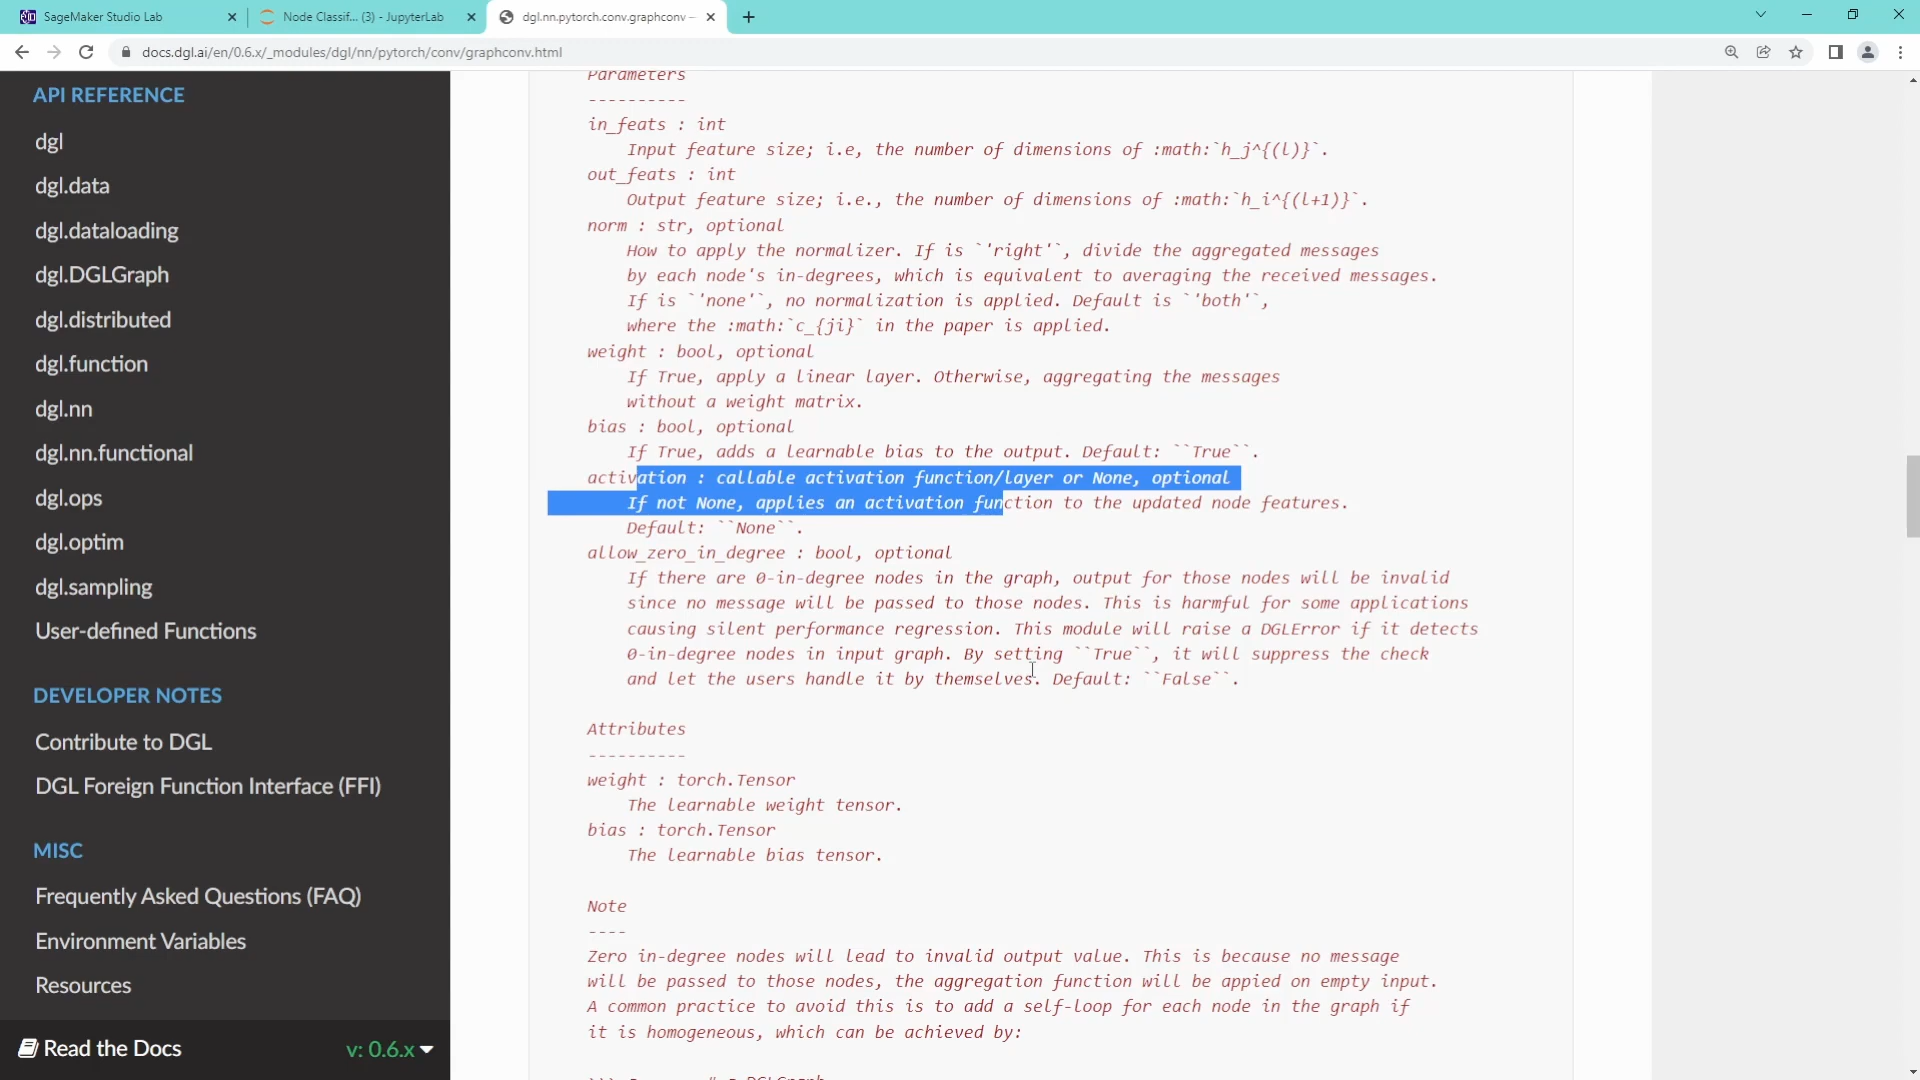 SageMaker Studio Lab
Node Classif... (3) - JupyterLab
dgl.nn.pytorch.conv.graphconv —
docs.dgl.ai/en/0.6.x/_modules/dgl/nn/pytorch/conv/graphconv.html
API REFERENCE
dgl
dgl.data
dgl.dataloading
dgl.DGLGraph
dgl.distributed
dgl.function
dgl.nn
dgl.nn.functional
dgl.ops
dgl.optim
dgl.sampling
User-defined Functions
DEVELOPER NOTES
Contribute to DGL
DGL Foreign Function Interface (FFI)
MISC
Frequently Asked Questions (FAQ)
Environment Variables
Resources
Read the Docs
v: 0.6.x
Parameters
----------
in_feats : int
Input feature size; i.e, the number of dimensions of :math:`h_j^{(l)}`.
out_feats : int
Output feature size; i.e., the number of dimensions of :math:`h_i^{(l+1)}`.
norm : str, optional
How to apply the normalizer. If is `'right'`, divide the aggregated messages
by each node's in-degrees, which is equivalent to averaging the received messages.
If is `'none'`, no normalization is applied. Default is `'both'`,
where the :math:`c_{ji}` in the paper is applied.
weight : bool, optional
If True, apply a linear layer. Otherwise, aggregating the messages
without a weight matrix.
bias : bool, optional
If True, adds a learnable bias to the output. Default: ``True``.
activation : callable activation function/layer or None, optional
If not None, applies an activation function to the updated node features.
Default: ``None``.
allow_zero_in_degree : bool, optional
If there are 0-in-degree nodes in the graph, output for those nodes will be invalid
since no message will be passed to those nodes. This is harmful for some applications
causing silent performance regression. This module will raise a DGLError if it detects
0-in-degree nodes in input graph. By setting ``True``, it will suppress the check
and let the users handle it by themselves. Default: ``False``.
Attributes
----------
weight : torch.Tensor
The learnable weight tensor.
bias : torch.Tensor
The learnable bias tensor.
Note
----
Zero in-degree nodes will lead to invalid output value. This is because no message
will be passed to those nodes, the aggregation function will be appied on empty input.
A common practice to avoid this is to add a self-loop for each node in the graph if
it is homogeneous, which can be achieved by: